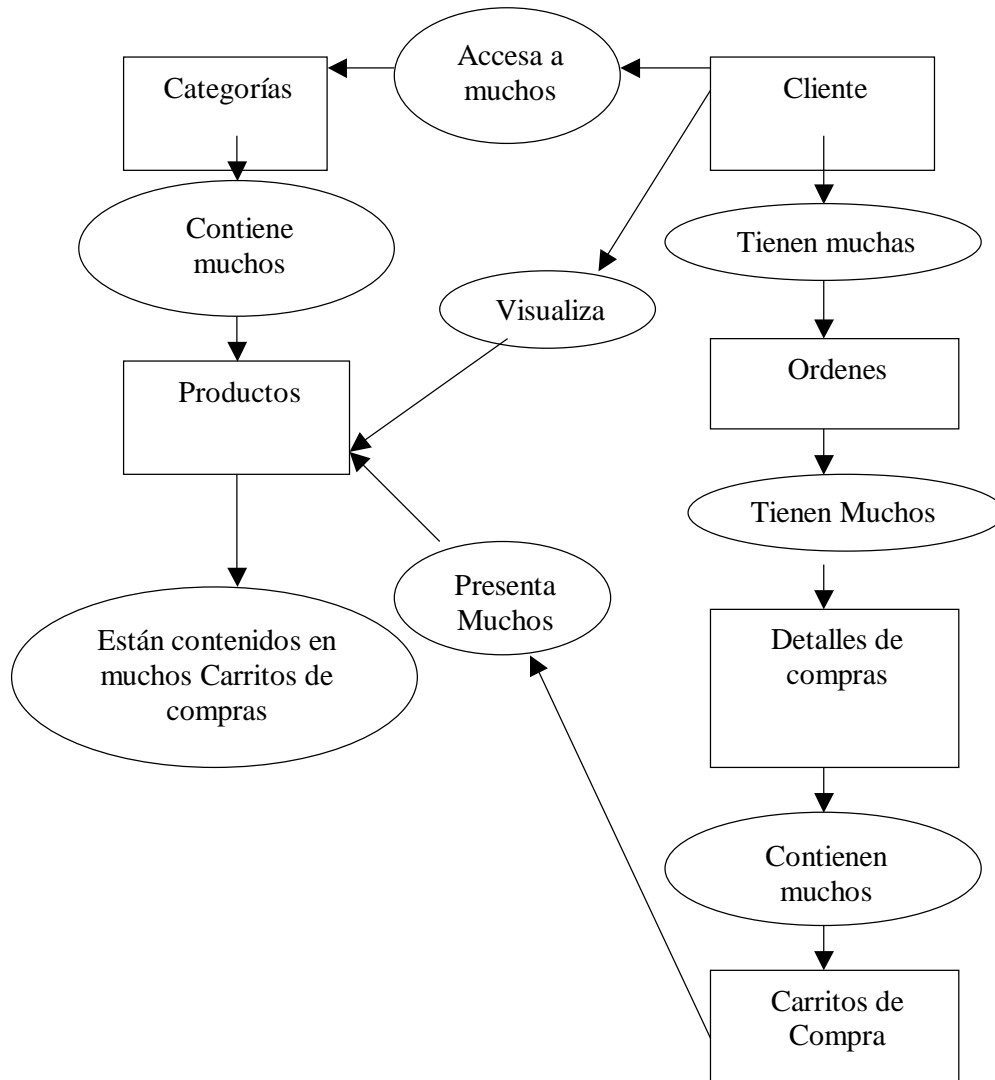 Accesa a
muchos
Categorías
Cliente
Contiene
muchos
Tienen muchas
Visualiza
Ordenes
Productos
Tienen Muchos
Presenta
Muchos
Están contenidos en
muchos Carritos de
compras
Detalles de
compras
Contienen
muchos
Carritos de
Compra